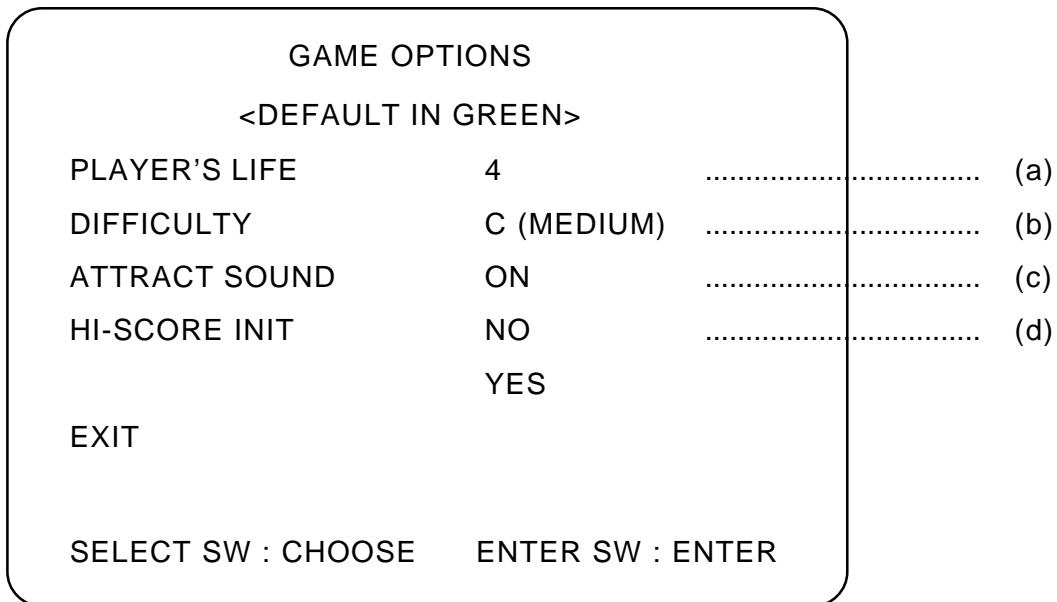 GAME OPTIONS
<DEFAULT IN GREEN>
PLAYER'S LIFE 4 .................................. (a)
DIFFICULTY C (MEDIUM) .................................. (b)
ATTRACT SOUND ON .................................. (c)
HI-SCORE INIT NO .................................. (d)
YES
EXIT
SELECT SW : CHOOSE ENTER SW : ENTER